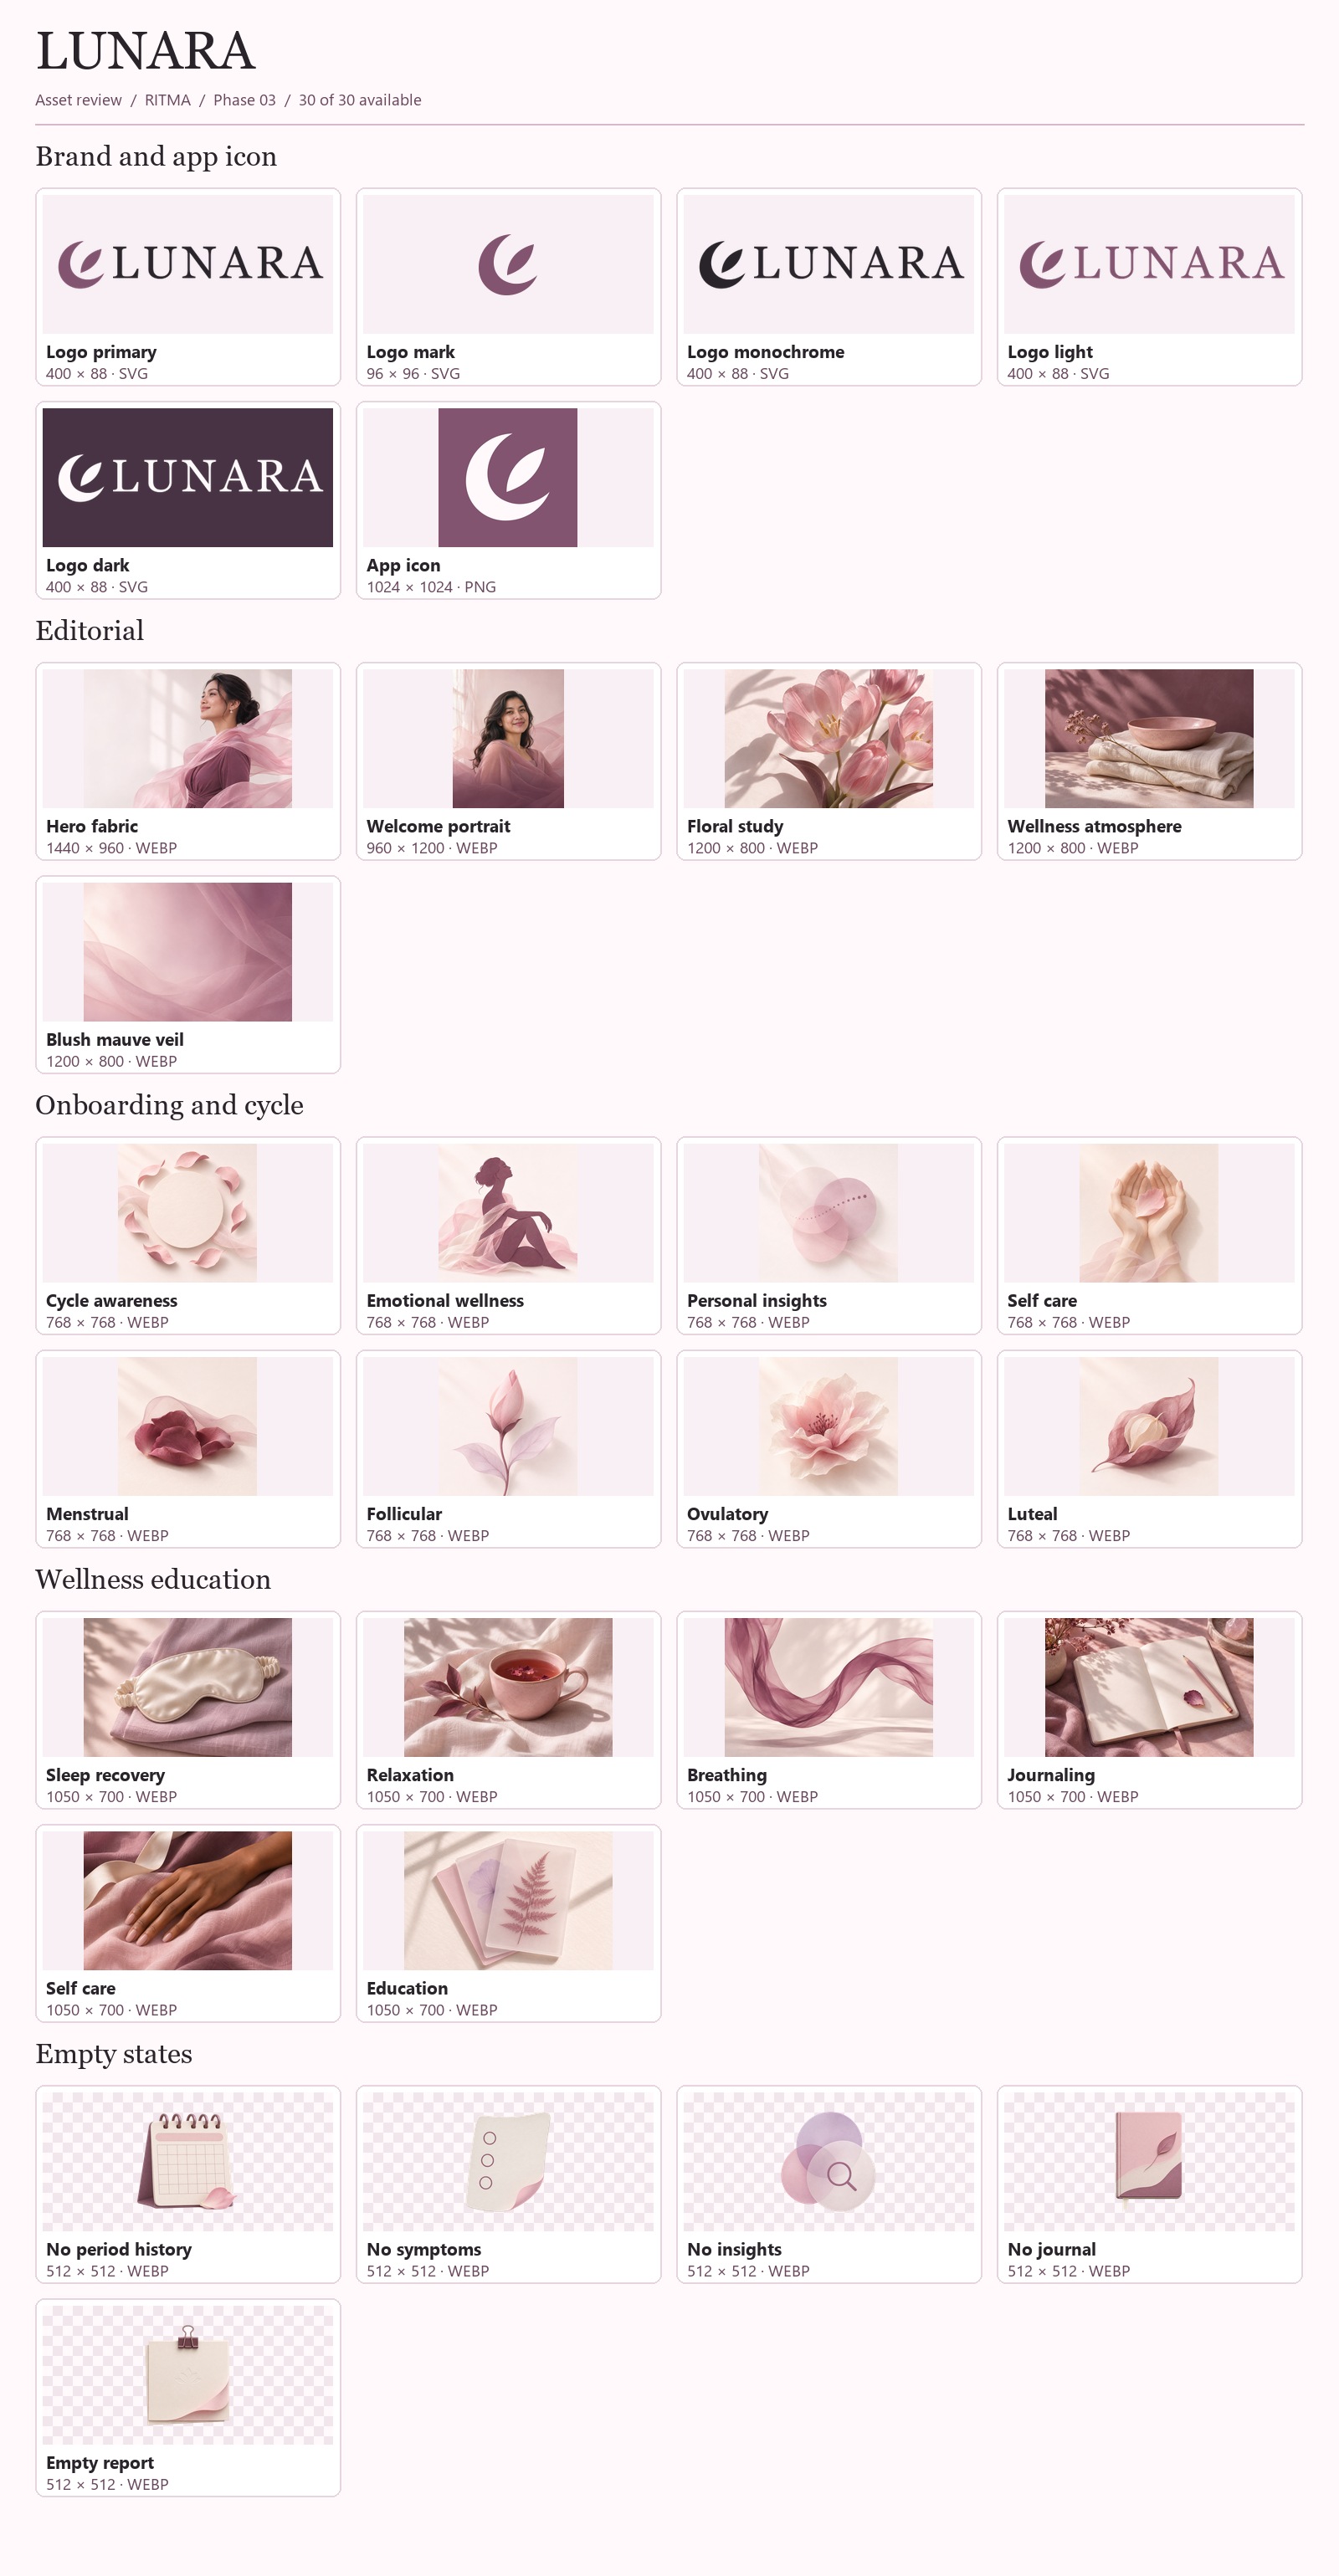 LUNARA
Asset review / RITMA / Phase 03 / 30 of 30 available
Brand and app icon
LUNARA
LUNARA
LUNARA
Logo primary
Logo mark
Logo monochrome
Logo light
400 × 88 · SVG
96 × 96 · SVG
400 × 88 · SVG
400 × 88 · SVG
LUNARA
Logo dark
App icon
400 × 88 · SVG
1024 × 1024 · PNG
Editorial
Hero fabric
Welcome portrait
Floral study
Wellness atmosphere
1440 × 960 · WEBP
960 × 1200 · WEBP
1200 × 800 · WEBP
1200 × 800 · WEBP
Blush mauve veil
1200 × 800 · WEBP
Onboarding and cycle
Cycle awareness
Emotional wellness
Personal insights
Self care
768 × 768 · WEBP
768 × 768 · WEBP
768 × 768 · WEBP
768 × 768 · WEBP
Menstrual
Follicular
Ovulatory
Luteal
768 × 768 · WEBP
768 × 768 · WEBP
768 × 768 · WEBP
768 × 768 · WEBP
Wellness education
Sleep recovery
Relaxation
Breathing
Journaling
1050 × 700 · WEBP
1050 × 700 · WEBP
1050 × 700 · WEBP
1050 × 700 · WEBP
Self care
Education
1050 × 700 · WEBP
1050 × 700 · WEBP
Empty states
No period history
No symptoms
No insights
No journal
512 × 512 · WEBP
512 × 512 · WEBP
512 × 512 · WEBP
512 × 512 · WEBP
Empty report
512 × 512 · WEBP